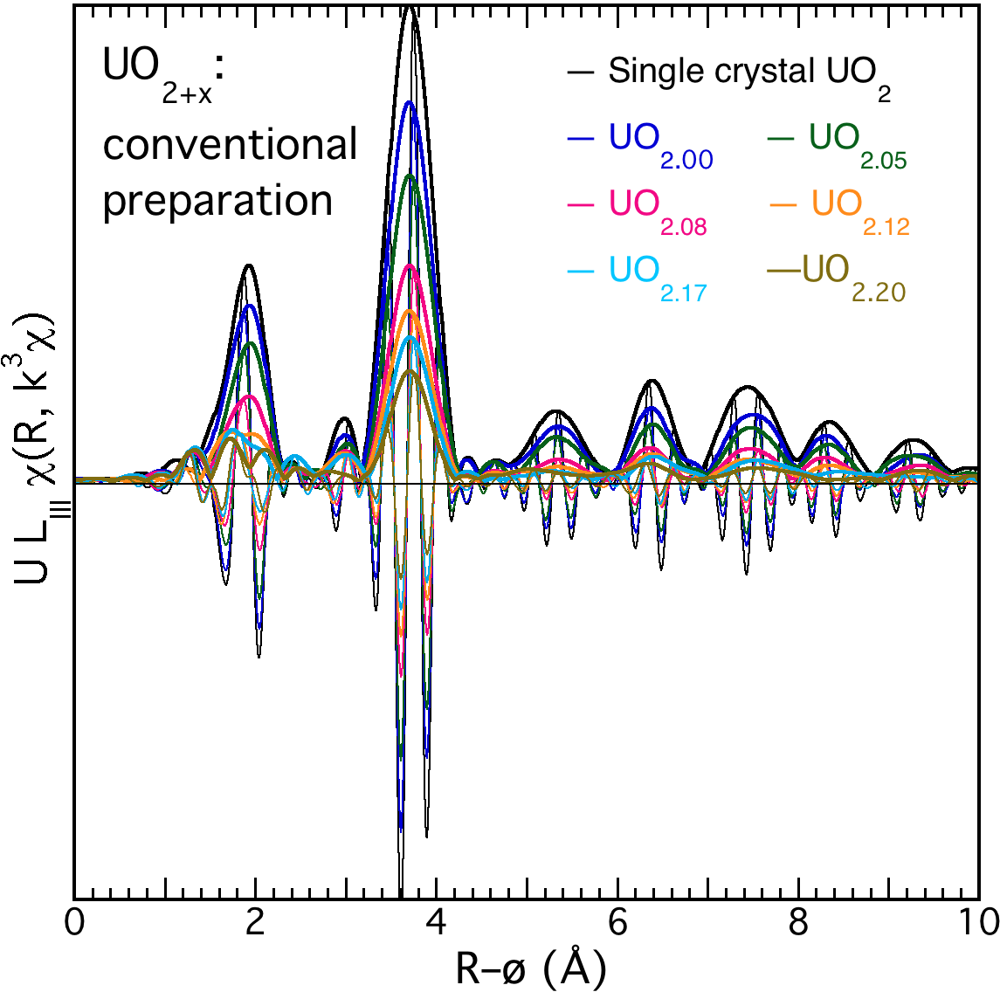 UO₂₊ₓ:
conventional
preparation
— Single crystal UO₂
— UO₂.₀₀ — UO₂.₀₅
— UO₂.₀₈ — UO₂.₁₂
— UO₂.₁₇ —UO₂.₂₀
U L_III χ(R, k³χ)
0 2 4 6 8 10
R–ø (Å)